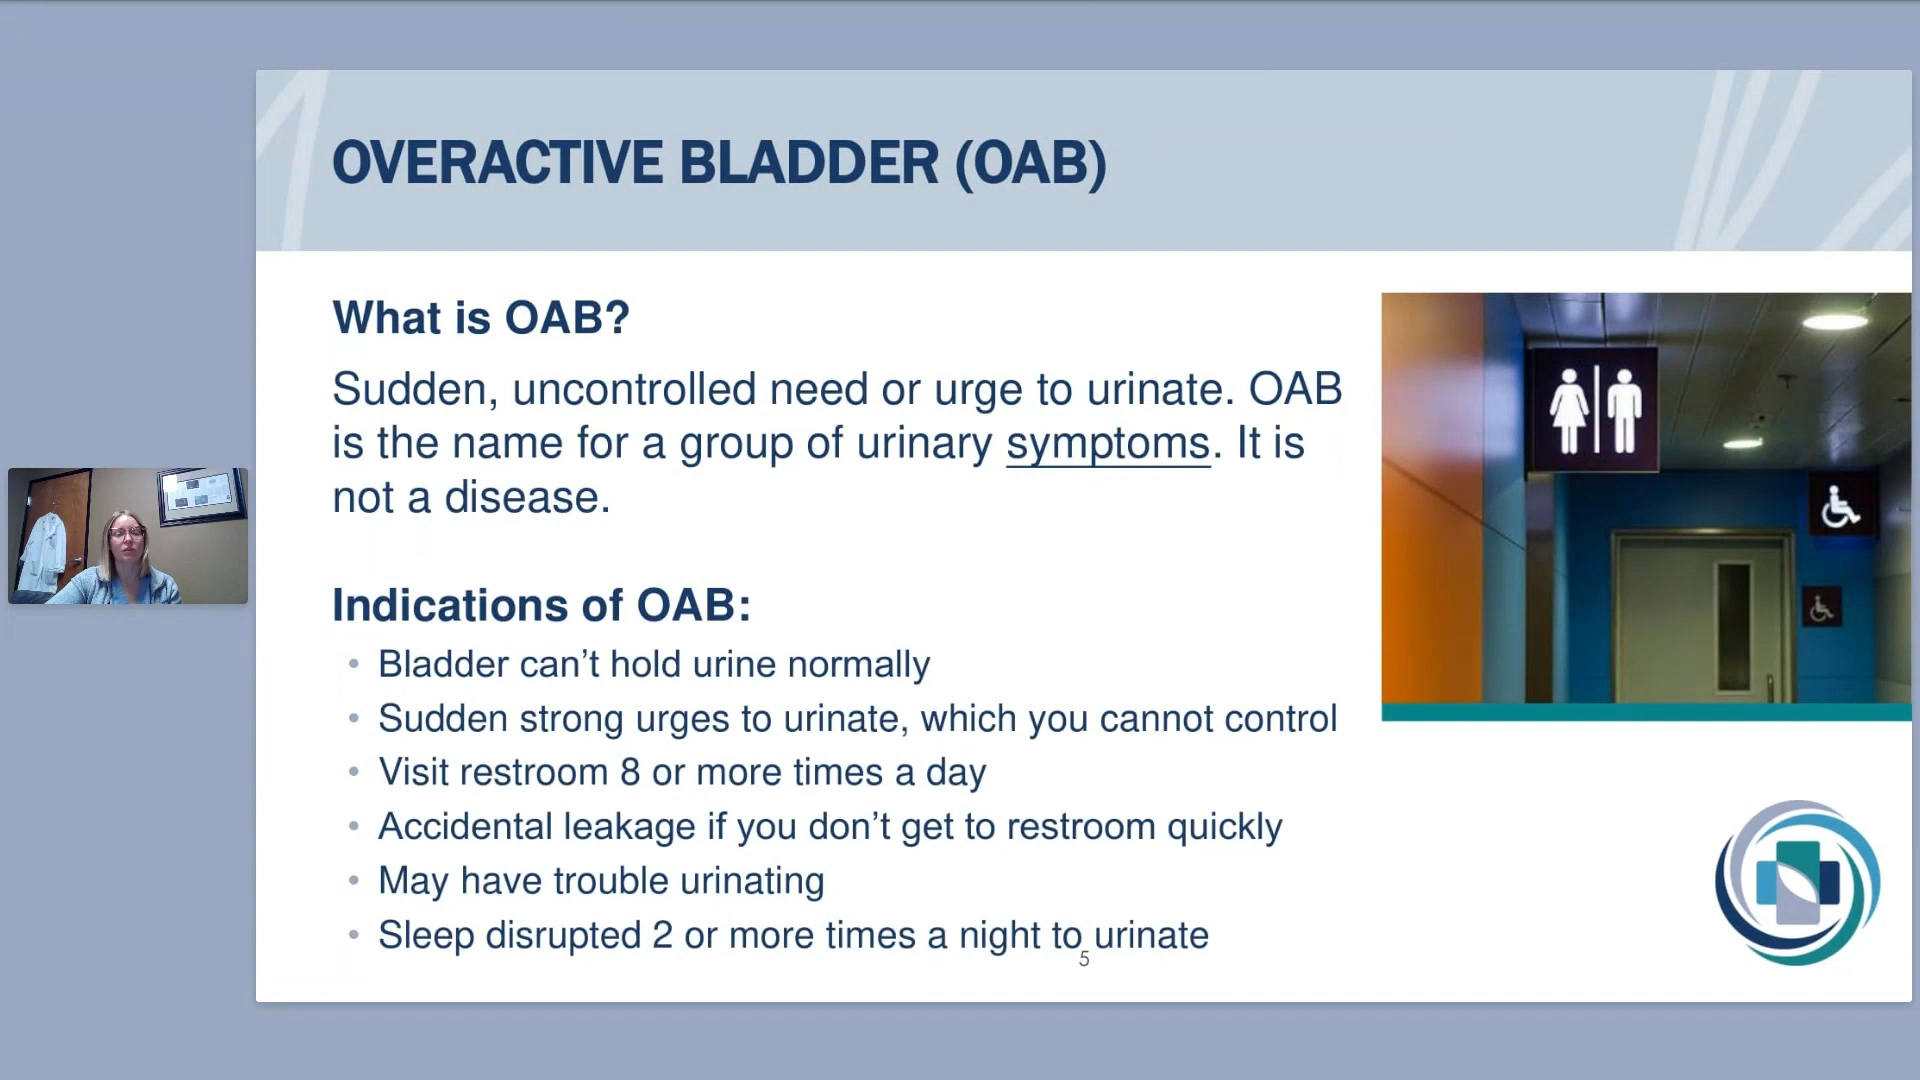 OVERACTIVE BLADDER (OAB)
What is OAB?
Sudden, uncontrolled need or urge to urinate. OAB
is the name for a group of urinary symptoms. It is
not a disease.
Indications of OAB:
• Bladder can’t hold urine normally
• Sudden strong urges to urinate, which you cannot control
• Visit restroom 8 or more times a day
• Accidental leakage if you don’t get to restroom quickly
• May have trouble urinating
• Sleep disrupted 2 or more times a night to urinate
5